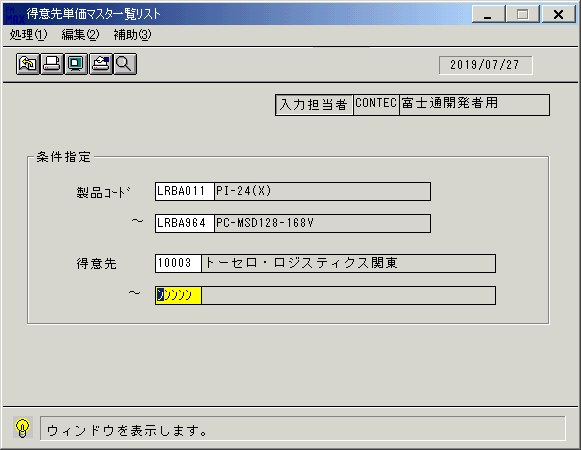 得意先単価マスタ一覧リスト
処理(1) 編集(2) 補助(3)
2019/07/27
入力担当者 CONTEC 富士通開発者用
条件指定
製品ｺｰﾄﾞ LRBA011 PI-24(X)
～ LRBA964 PC-MSD128-168V
得意先 10003 トーセロ・ロジスティクス関東
～ ﾝﾝﾝﾝﾝ
ウィンドウを表示します。